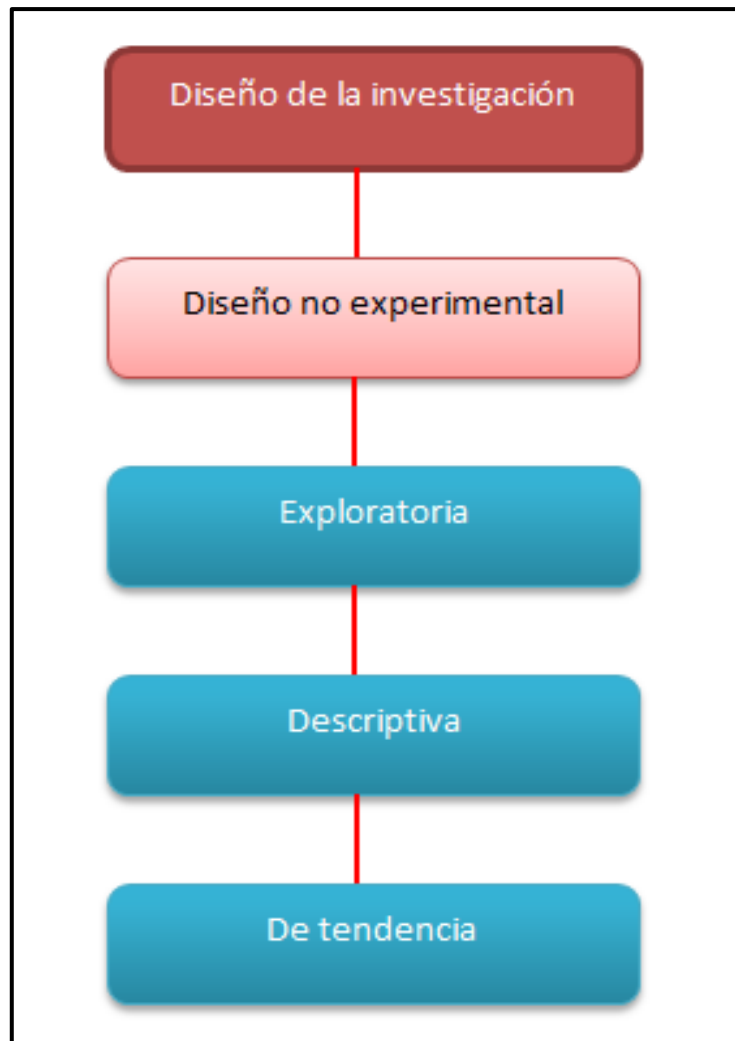 Diseño de la investigación
Diseño no experimental
Exploratoria
Descriptiva
De tendencia